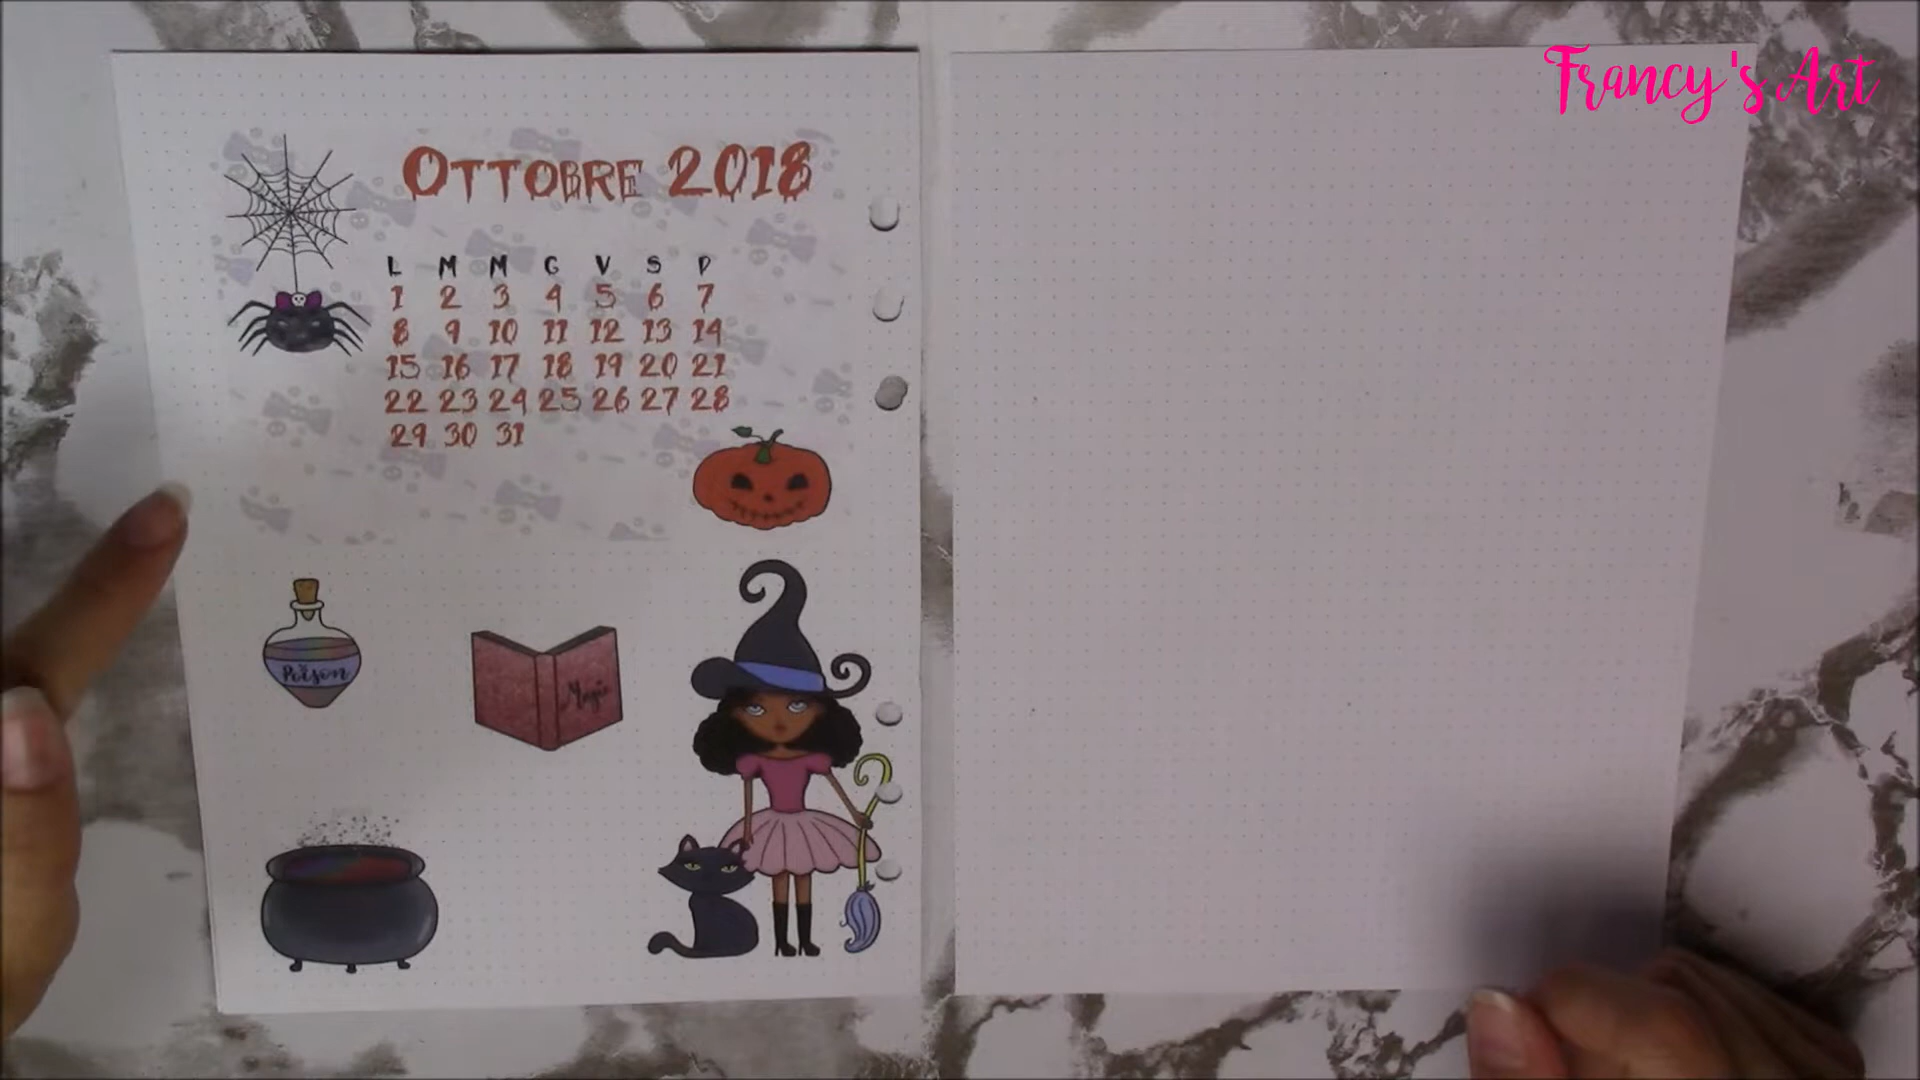 Francy's Art
Ottobre 2018
L M M G V S D
1 2 3 4 5 6 7
8 9 10 11 12 13 14
15 16 17 18 19 20 21
22 23 24 25 26 27 28
29 30 31
Poison
Magic